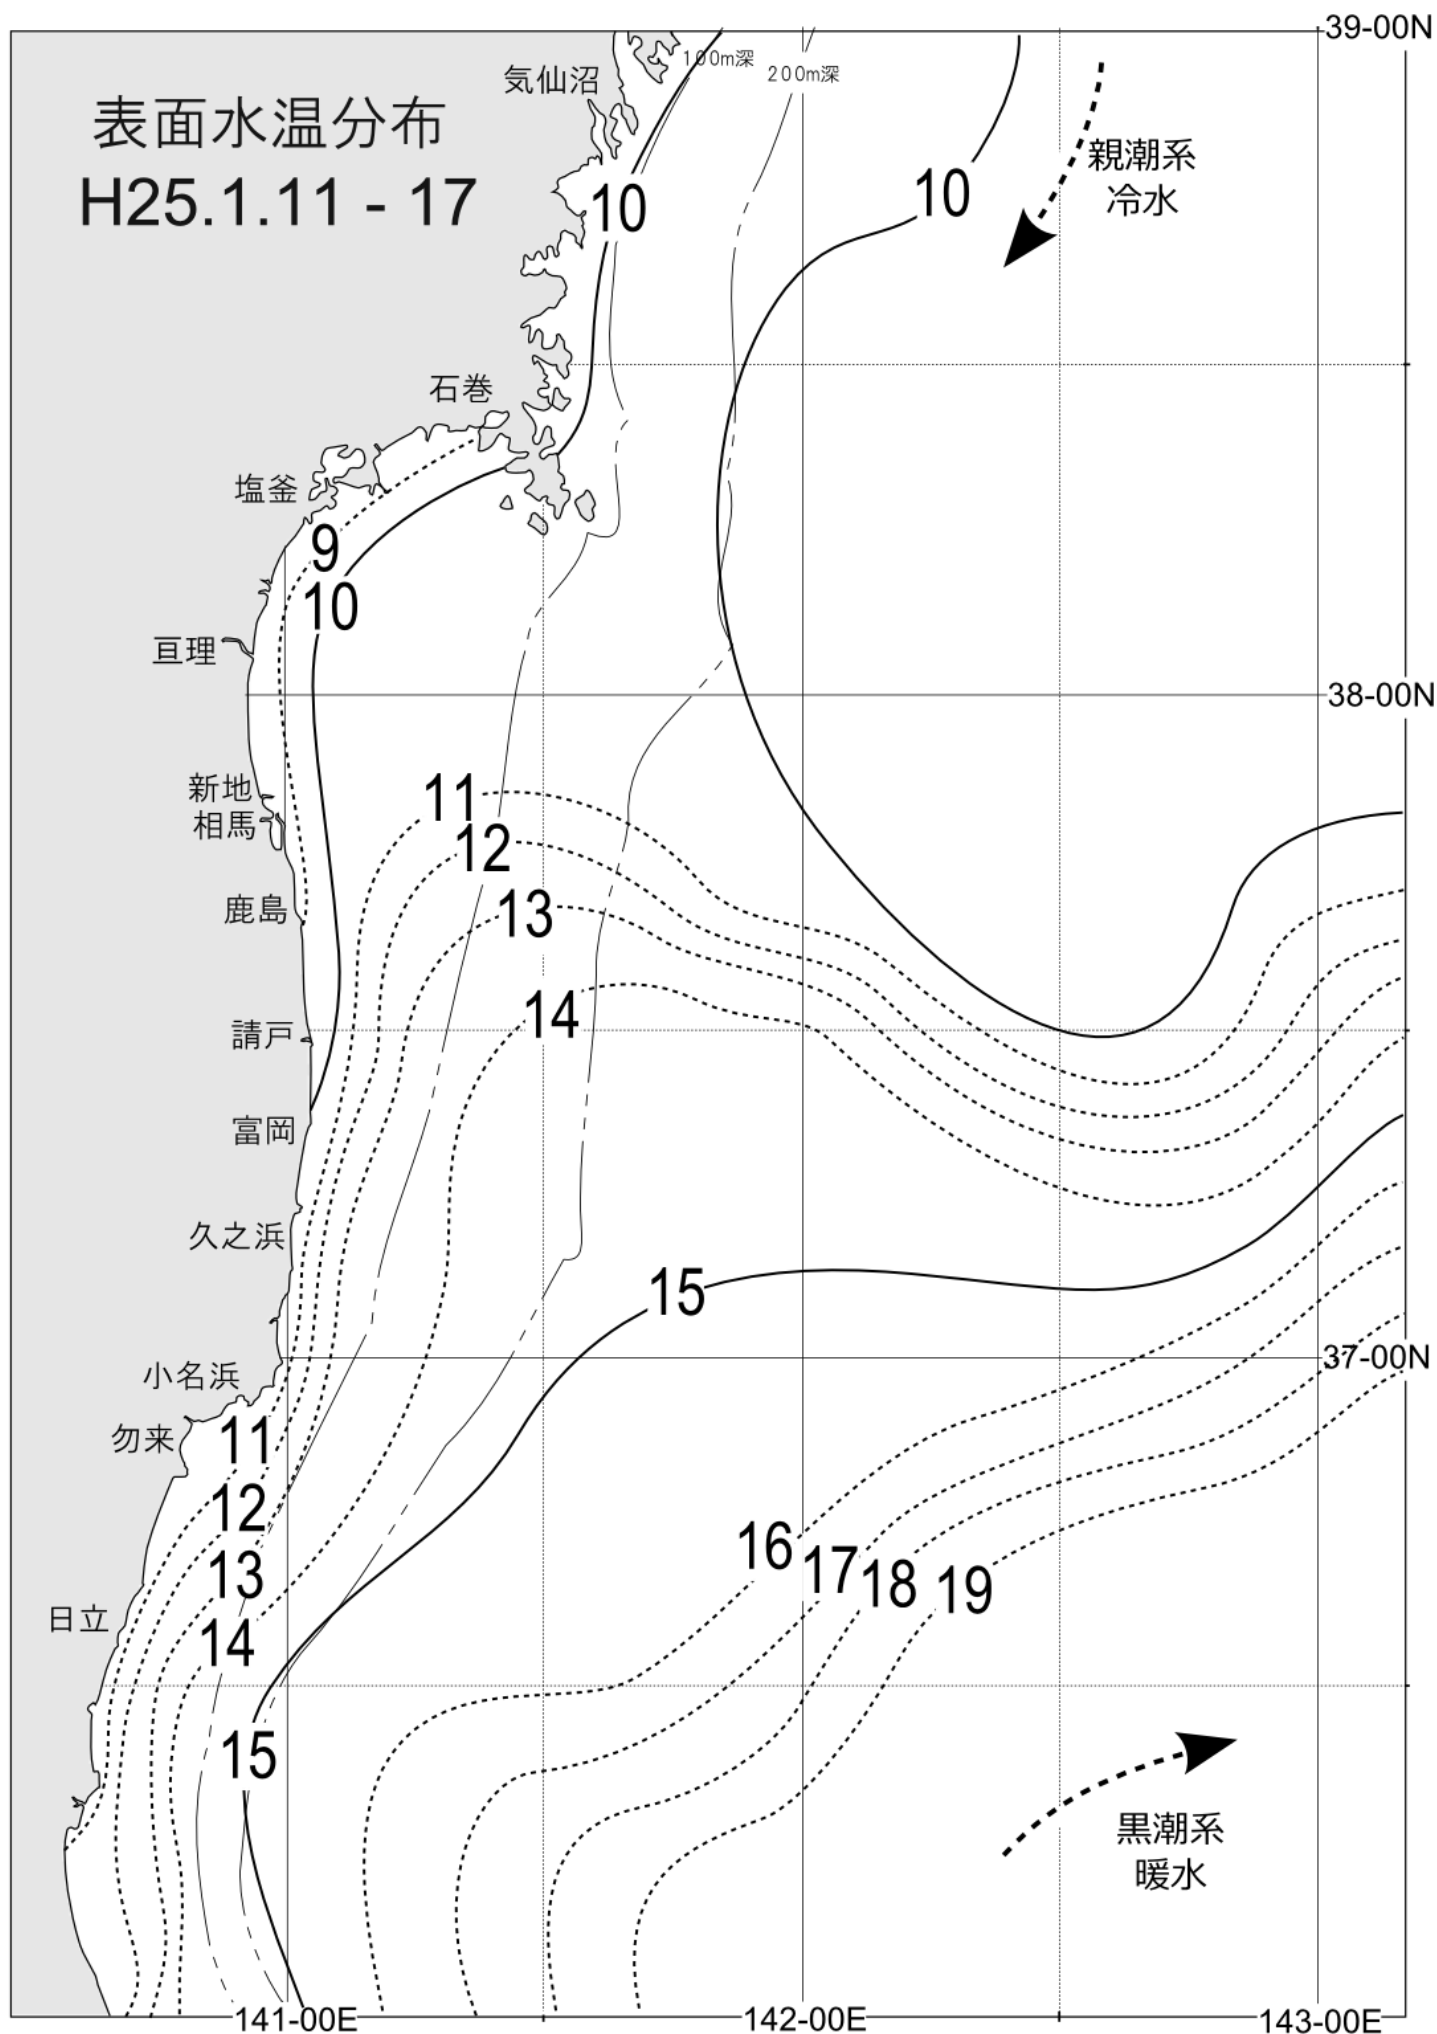 39-00N
100m深
200m深
気仙沼
表面水温分布
H25.1.11 - 17
親潮系
冷水
10
10
石巻
塩釜
9
10
亘理
38-00N
新地
相馬
11
12
13
鹿島
14
請戸
富岡
久之浜
15
37-00N
小名浜
勿来
11
12
13
14
15
日立
16
17
18
19
黒潮系
暖水
141-00E
142-00E
143-00E